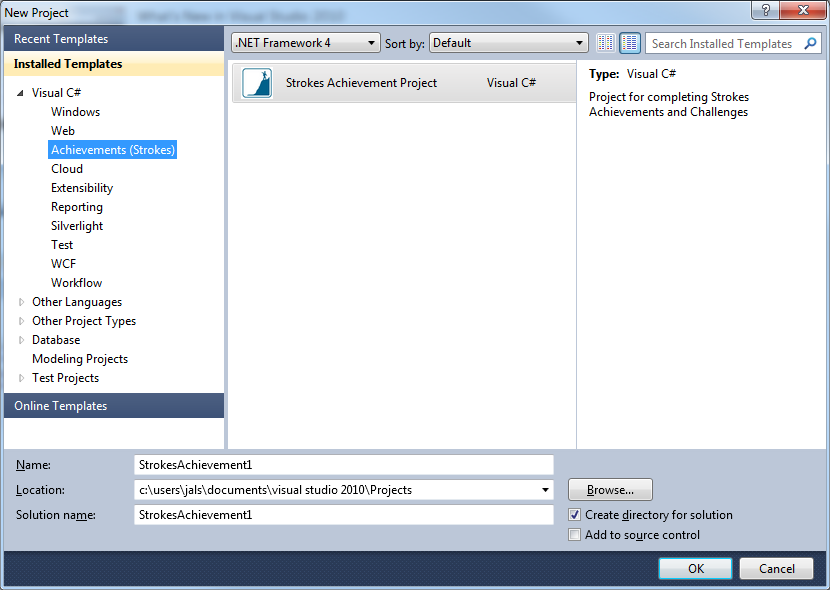 New Project
What's New in Visual Studio 2010
Recent Templates
Installed Templates
Visual C#
Windows
Web
Achievements (Strokes)
Cloud
Extensibility
Reporting
Silverlight
Test
WCF
Workflow
Other Languages
Other Project Types
Database
Modeling Projects
Test Projects
Online Templates
.NET Framework 4
Sort by: Default
Search Installed Templates
Strokes Achievement Project Visual C#
Type: Visual C#
Project for completing Strokes
Achievements and Challenges
Name: StrokesAchievement1
Location: c:\users\jals\documents\visual studio 2010\Projects
Browse...
Solution name: StrokesAchievement1
Create directory for solution
Add to source control
OK Cancel